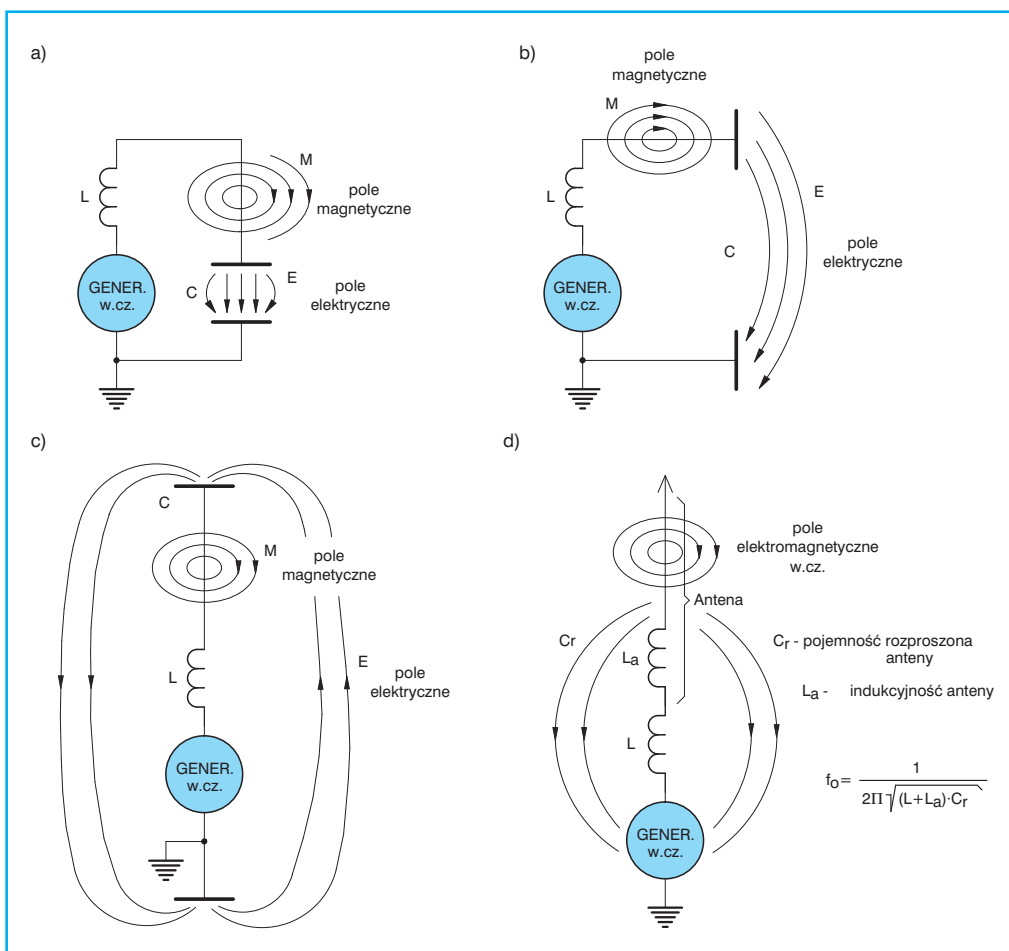 a)
pole
magnetyczne
M
L
E
C
GENER.
w.cz.
pole
elektryczne
b)
pole
magnetyczne
M
L
E
C
pole
elektryczne
GENER.
w.cz.
c)
C
M
pole
magnetyczne
L
E
pole
elektryczne
GENER.
w.cz.
d)
pole
elektromagnetyczne
w.cz.
Antena
Cr
La
L
GENER.
w.cz.
Cr - pojemność rozproszona
anteny
La - indukcyjność anteny
fo = 1
2Π√(L+La)·Cr